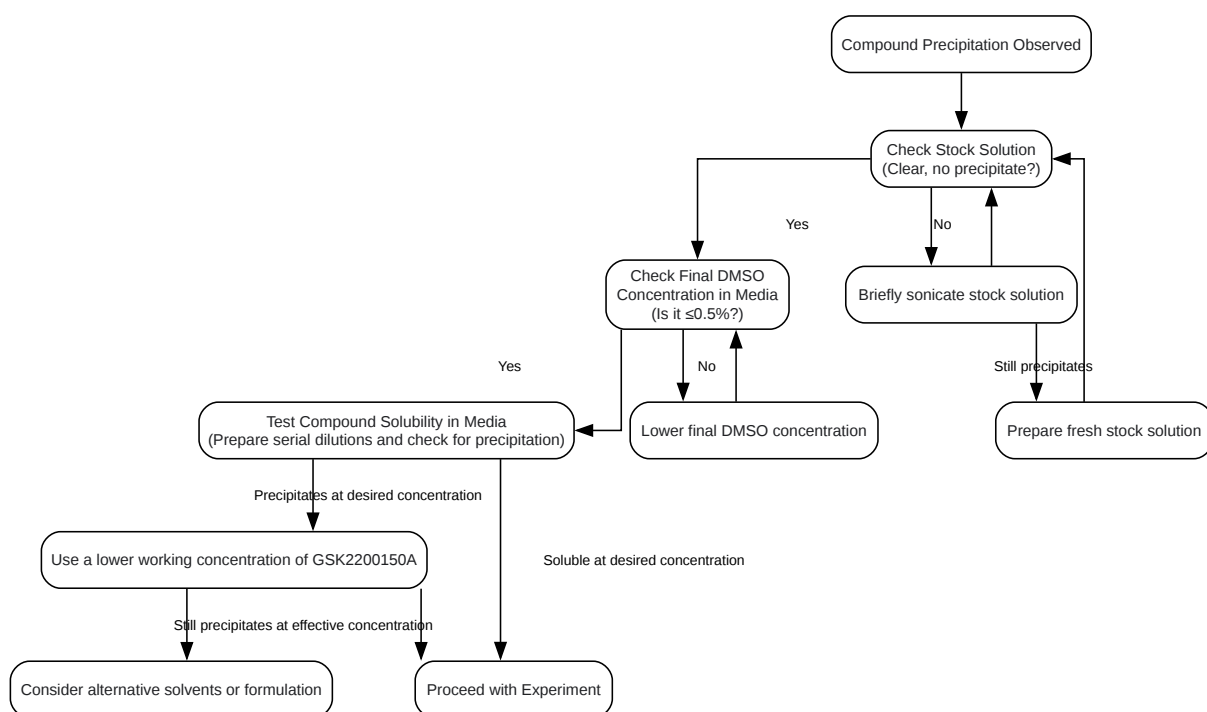 Compound Precipitation Observed
Check Stock Solution
(Clear, no precipitate?)
Yes
No
Check Final DMSO
Concentration in Media
(Is it ≤0.5%?)
Briefly sonicate stock solution
Yes
No
Still precipitates
Test Compound Solubility in Media
(Prepare serial dilutions and check for precipitation)
Lower final DMSO concentration
Prepare fresh stock solution
Precipitates at desired concentration
Use a lower working concentration of GSK2200150A
Soluble at desired concentration
Still precipitates at effective concentration
Consider alternative solvents or formulation
Proceed with Experiment